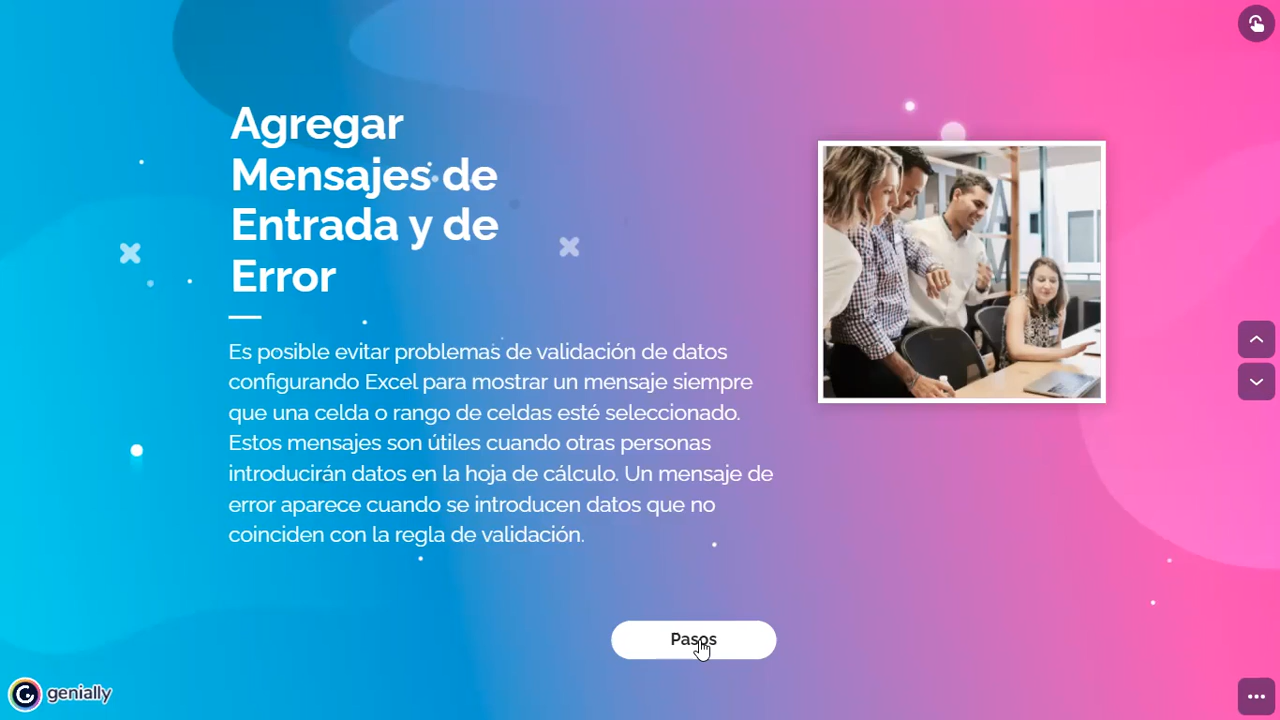 Agregar
Mensajes de
Entrada y de
Error
Es posible evitar problemas de validación de datos
configurando Excel para mostrar un mensaje siempre
que una celda o rango de celdas esté seleccionado.
Estos mensajes son útiles cuando otras personas
introducirán datos en la hoja de cálculo. Un mensaje de
error aparece cuando se introducen datos que no
coinciden con la regla de validación.
Pasos
genially